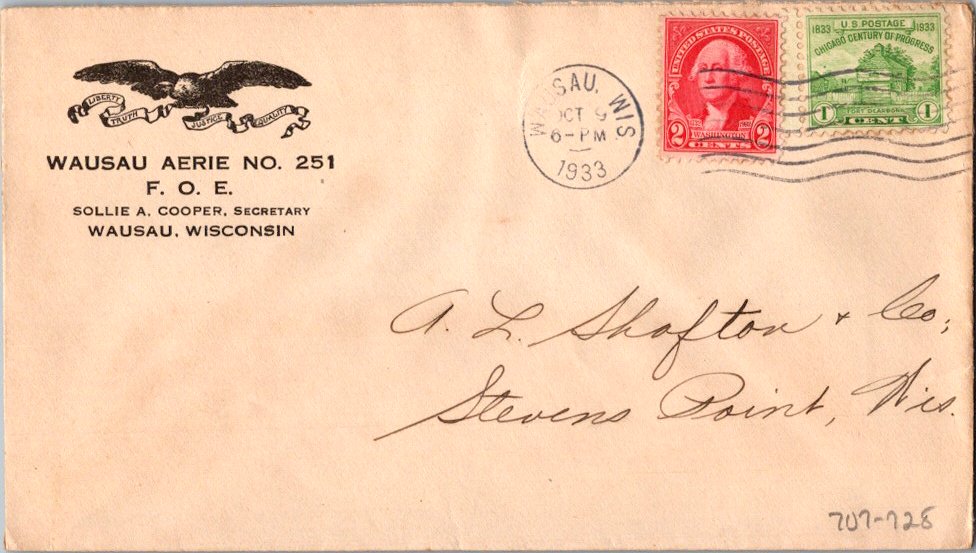 LIBERTY TRUTH JUSTICE EQUALITY
WAUSAU AERIE NO. 251
F. O. E.
SOLLIE A. COOPER, SECRETARY
WAUSAU, WISCONSIN
WAUSAU, WIS
OCT 9
6-PM
1933
UNITED STATES POSTAGE
1732 1932
2 WASHINGTON 2
CENTS
U.S. POSTAGE
1833 1933
CHICAGO CENTURY OF PROGRESS
FORT DEARBORN
1 CENT 1
A. L. Shafton + Co;
Stevens Point, Wis.
707-728